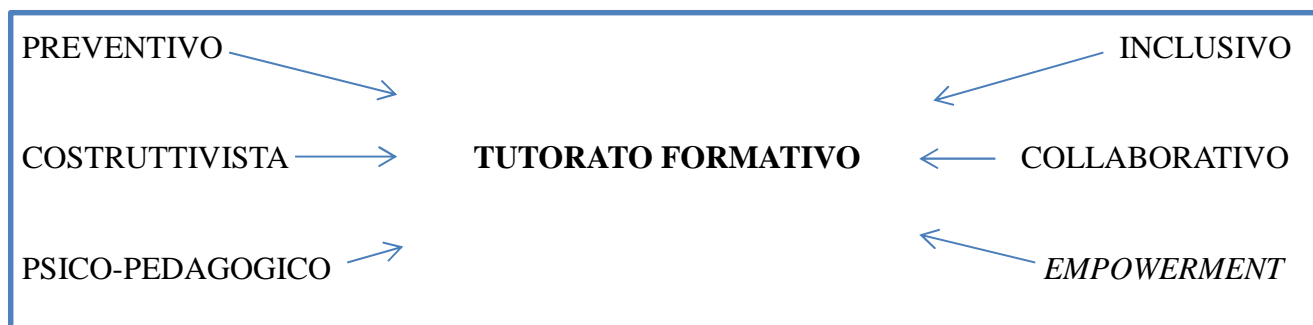 PREVENTIVO INCLUSIVO
COSTRUTTIVISTA TUTORATO FORMATIVO COLLABORATIVO
PSICO-PEDAGOGICO EMPOWERMENT